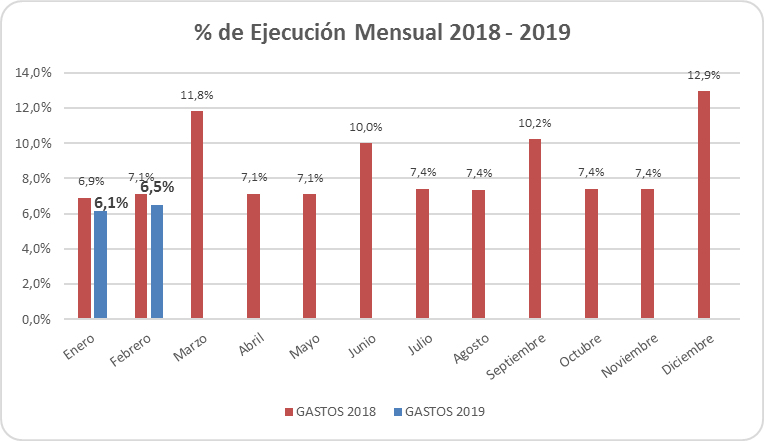 % de Ejecución Mensual 2018 - 2019
14,0%
12,0%
10,0%
8,0%
6,0%
4,0%
2,0%
0,0%
6,9%
6,1%
7,1%
6,5%
11,8%
7,1%
7,1%
10,0%
7,4%
7,4%
10,2%
7,4%
7,4%
12,9%
Enero
Febrero
Marzo
Abril
Mayo
Junio
Julio
Agosto
Septiembre
Octubre
Noviembre
Diciembre
GASTOS 2018
GASTOS 2019